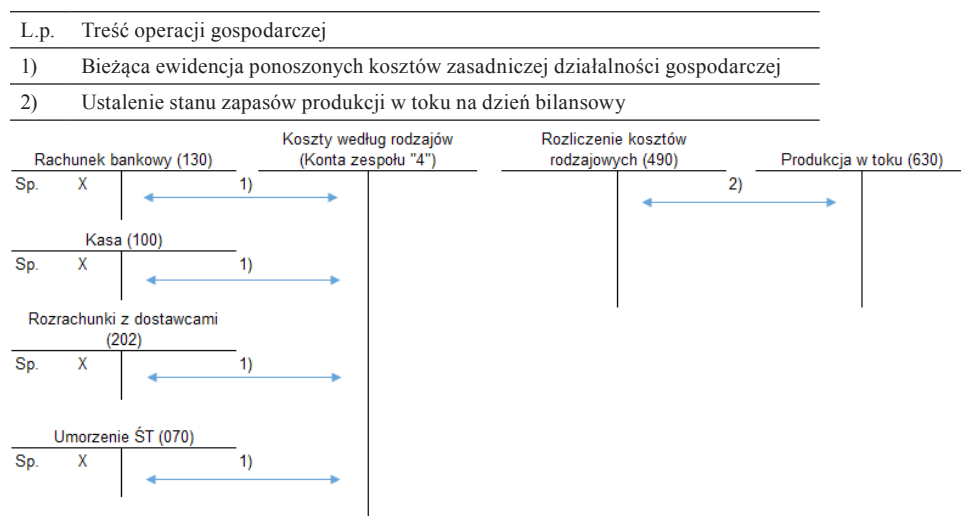 L.p. Treść operacji gospodarczej
1) Bieżąca ewidencja ponoszonych kosztów zasadniczej działalności gospodarczej
2) Ustalenie stanu zapasów produkcji w toku na dzień bilansowy
Rachunek bankowy (130)
Koszty według rodzajów
(Konta zespołu "4")
Rozliczenie kosztów
rodzajowych (490)
Produkcja w toku (630)
Sp. X 1) 2)
Kasa (100)
Sp. X 1)
Rozrachunki z dostawcami
(202)
Sp. X 1)
Umorzenie ŚT (070)
Sp. X 1)